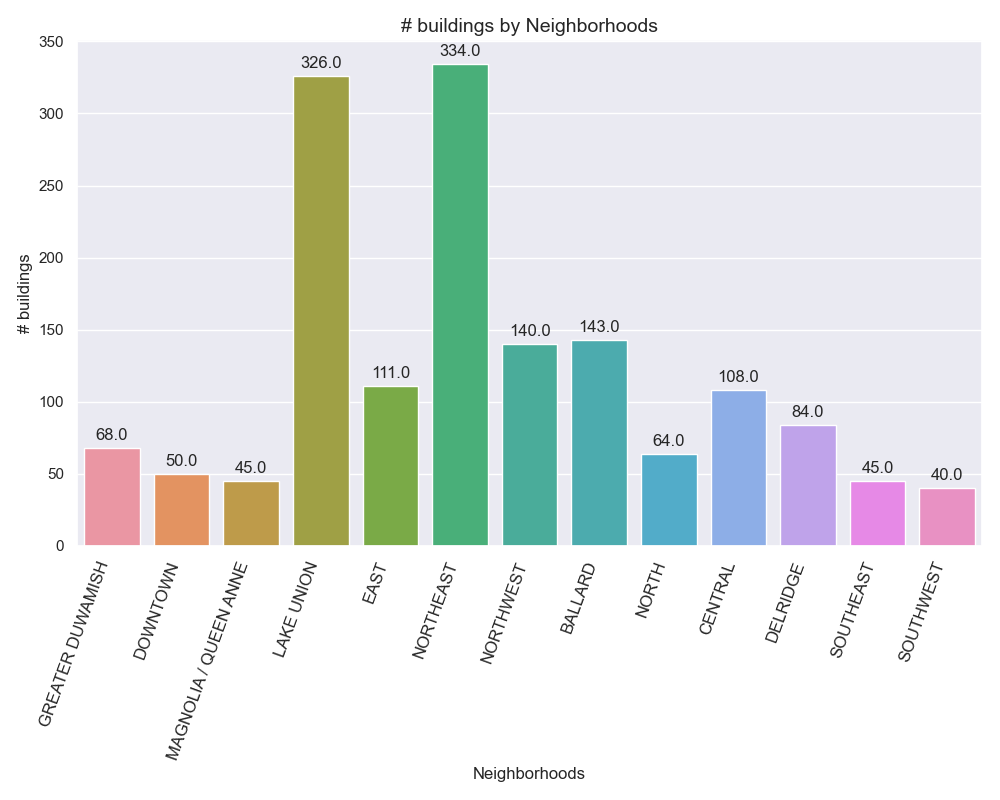 # buildings by Neighborhoods
350
300
250
200
150
100
50
0
# buildings
68.0
50.0
45.0
326.0
111.0
334.0
140.0
143.0
64.0
108.0
84.0
45.0
40.0
GREATER DUWAMISH
DOWNTOWN
MAGNOLIA / QUEEN ANNE
LAKE UNION
EAST
NORTHEAST
NORTHWEST
BALLARD
NORTH
CENTRAL
DELRIDGE
SOUTHEAST
SOUTHWEST
Neighborhoods